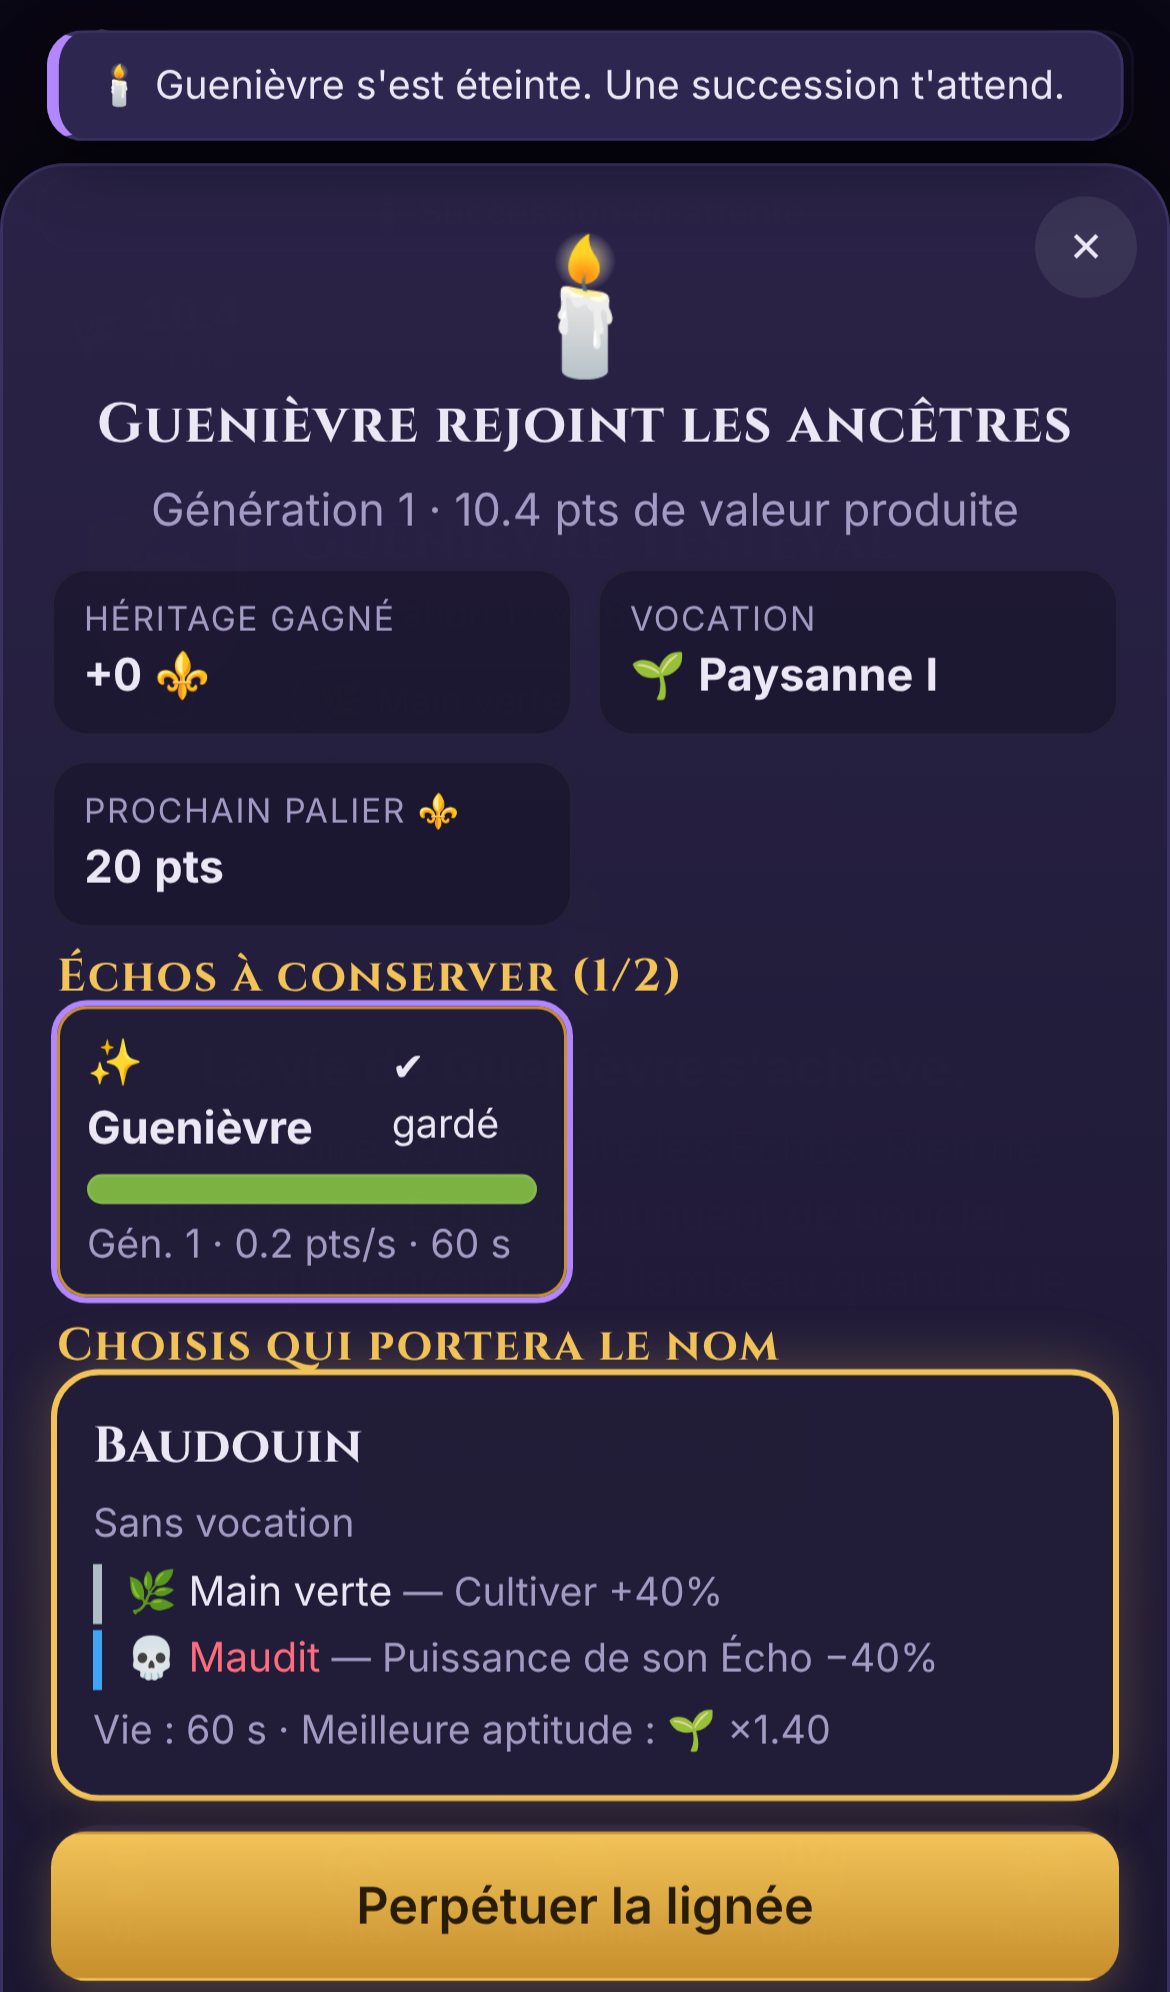 Guenièvre s'est éteinte. Une succession t'attend.
×
Guenièvre rejoint les ancêtres
Génération 1 · 10.4 pts de valeur produite
HÉRITAGE GAGNÉ
+0 ⚜️
VOCATION
🌱 Paysanne I
PROCHAIN PALIER ⚜️
20 pts
Échos à conserver (1/2)
✨ Guenièvre
✔ gardé
Gén. 1 · 0.2 pts/s · 60 s
Choisis qui portera le nom
Baudouin
Sans vocation
🌿 Main verte — Cultiver +40%
💀 Maudit — Puissance de son Écho −40%
Vie : 60 s · Meilleure aptitude : 🌱 ×1.40
Perpétuer la lignée